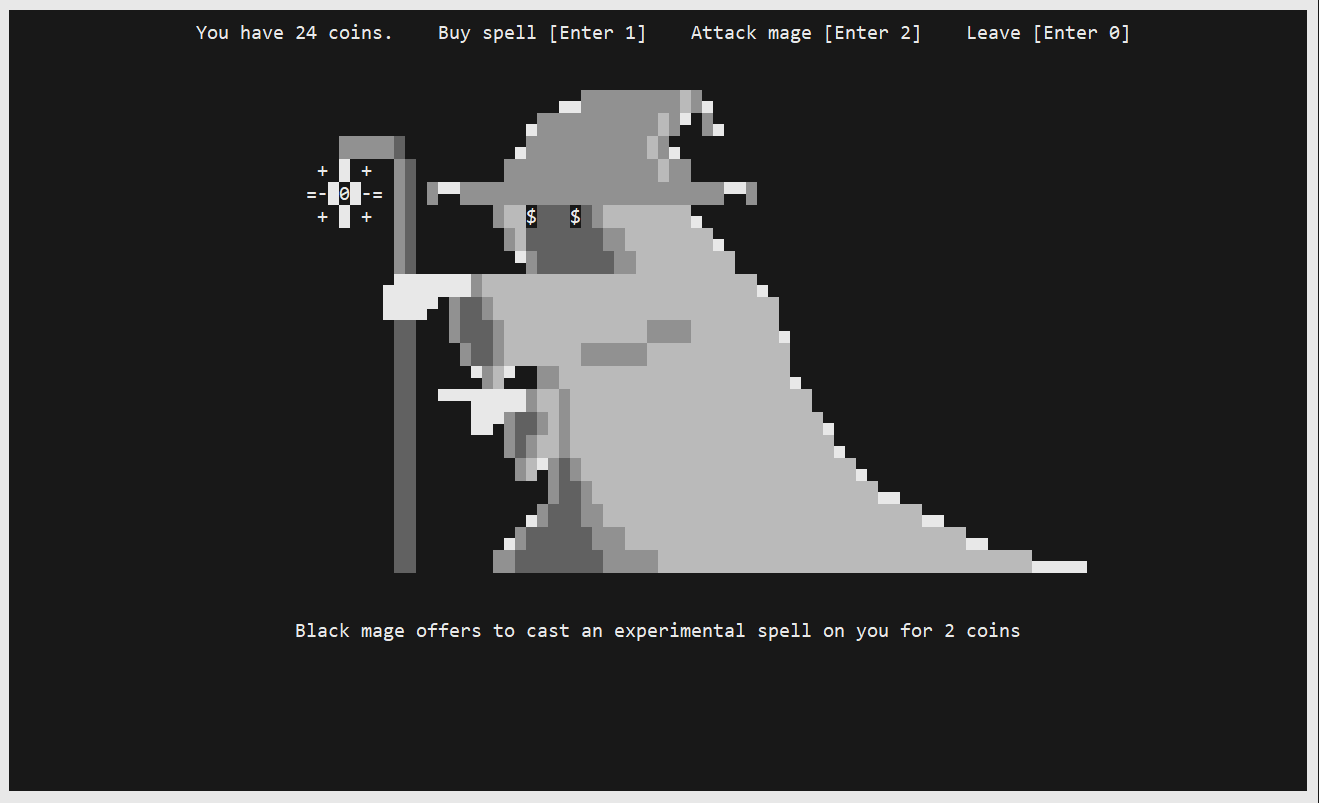 You have 24 coins.    Buy spell [Enter 1]    Attack mage [Enter 2]    Leave [Enter 0]
+ +
=- 0 -=
+ +
$ $
Black mage offers to cast an experimental spell on you for 2 coins